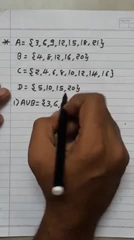 * A = {3,6,9,12,15,18,21}
B = {4,8,12,16,20}
C = {2,4,6,8,10,12,14,16}
D = {5,10,15,20}
i) AUB = {3,6,